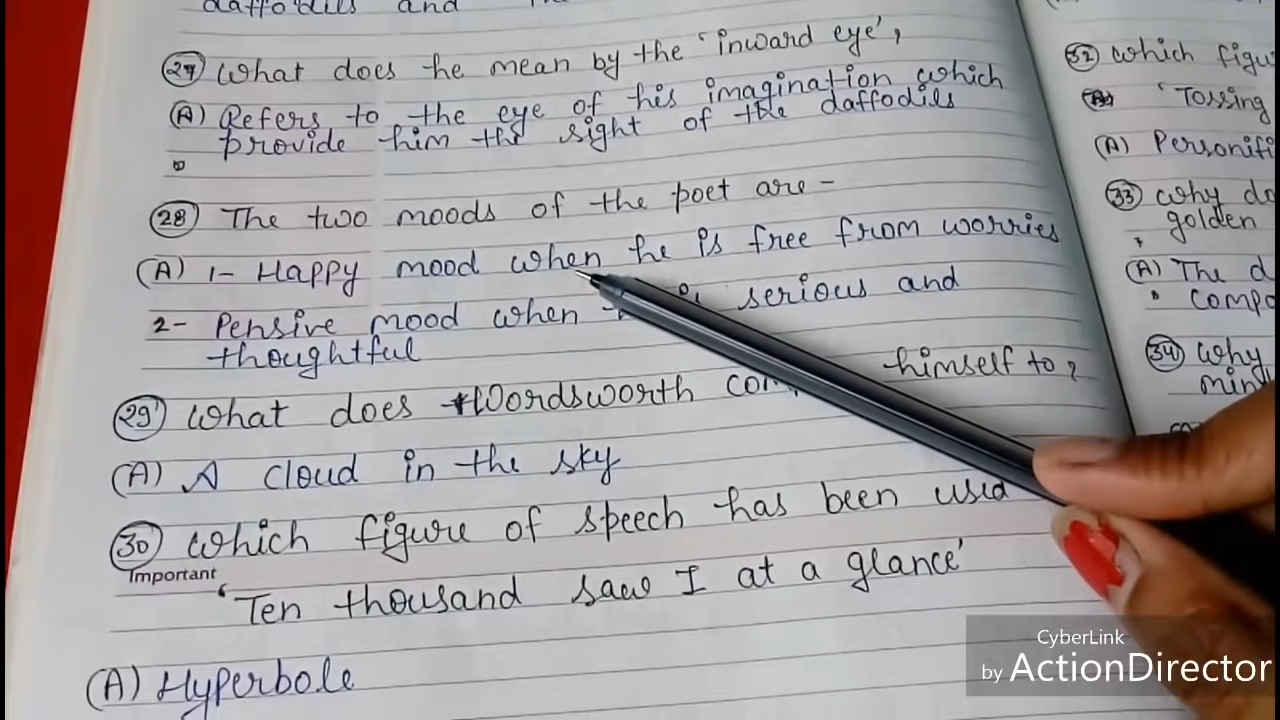 daffodils and
27 What does he mean by the 'inward eye',
(A) Refers to the eye of his imagination which
provide him the sight of the daffodils
28 The two moods of the poet are -
(A) 1- Happy mood when he is free from worries
2- Pensive mood when serious and
thoughtful
29 What does Wordsworth com himself to,
(A) A cloud in the sky
30 Which figure of speech has been used
Important
'Ten thousand saw I at a glance'
(A) Hyperbole
32 Which figu
'Tossing
(A) Personifi
33 Why do
golden
(A) The d
compa
34 Why
CyberLink
by ActionDirector